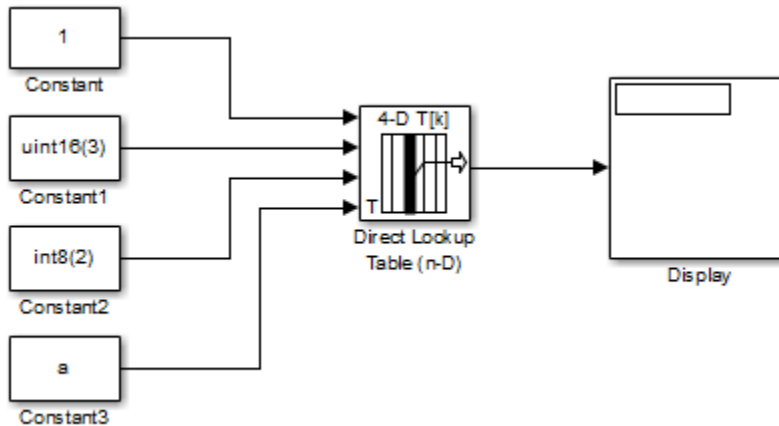 1
Constant
uint16(3)
Constant1
int8(2)
Constant2
a
Constant3
4-D T[k]
T
Direct Lookup
Table (n-D)
Display